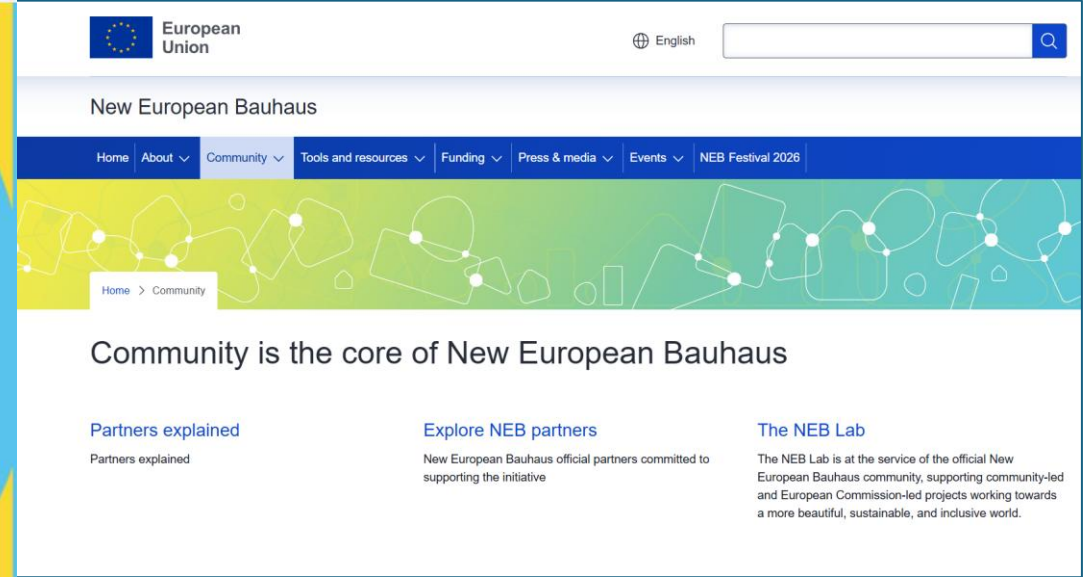 European
Union
English
New European Bauhaus
Home About Community Tools and resources Funding Press & media Events NEB Festival 2026
Home > Community
Community is the core of New European Bauhaus
Partners explained
Partners explained
Explore NEB partners
New European Bauhaus official partners committed to
supporting the initiative
The NEB Lab
The NEB Lab is at the service of the official New
European Bauhaus community, supporting community-led
and European Commission-led projects working towards
a more beautiful, sustainable, and inclusive world.